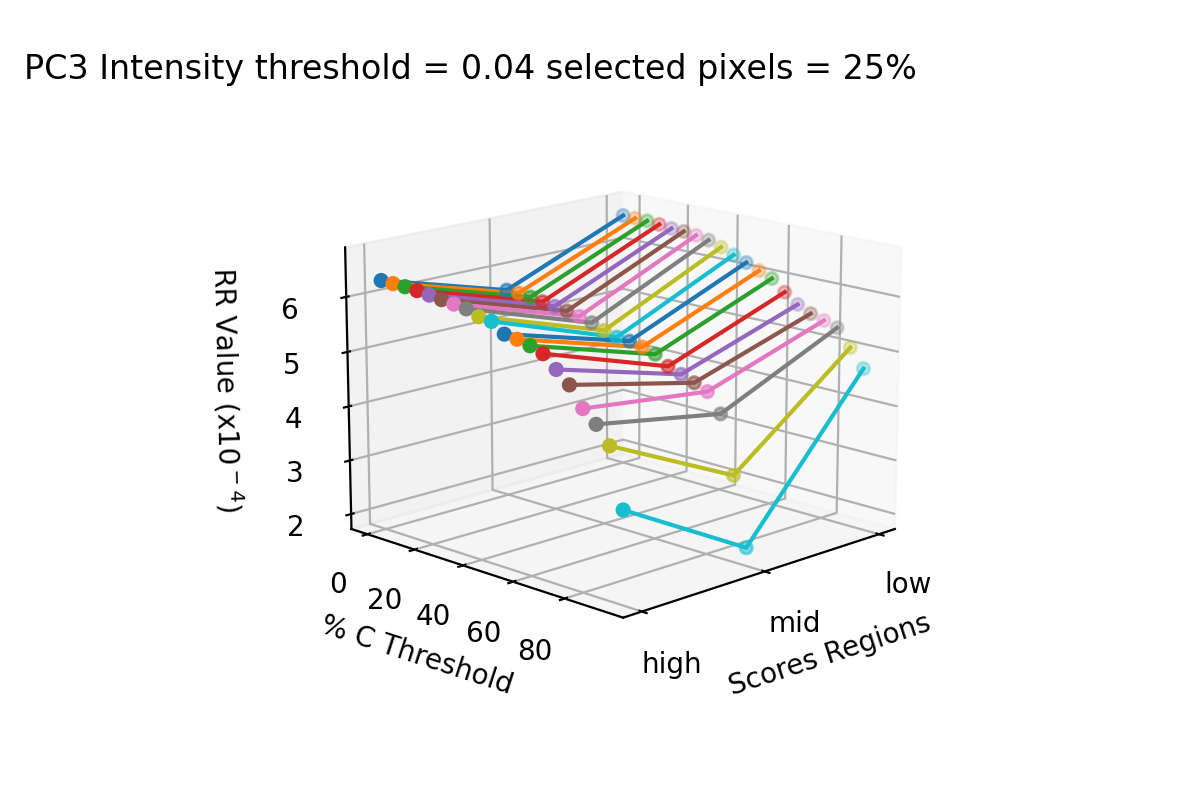 PC3 Intensity threshold = 0.04 selected pixels = 25%
RR Value (x10⁻⁴)
6
5
4
3
2
0
20
40
60
80
% C Threshold
high
mid
low
Scores Regions